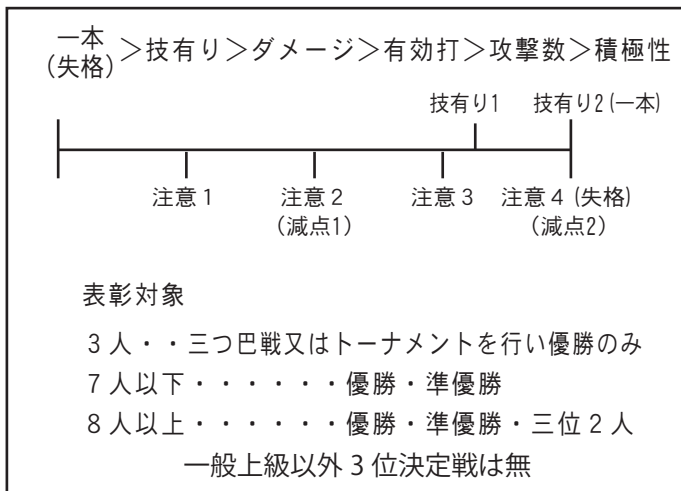 一本
(失格)
＞技有り＞ダメージ＞有効打＞攻撃数＞積極性
技有り1 技有り2(一本)
注意1 注意2 注意3 注意4(失格)
(減点1) (減点2)
表彰対象
3人・・三つ巴戦又はトーナメントを行い優勝のみ
7人以下・・・・・・優勝・準優勝
8人以上・・・・・・優勝・準優勝・三位2人
一般上級以外3位決定戦は無